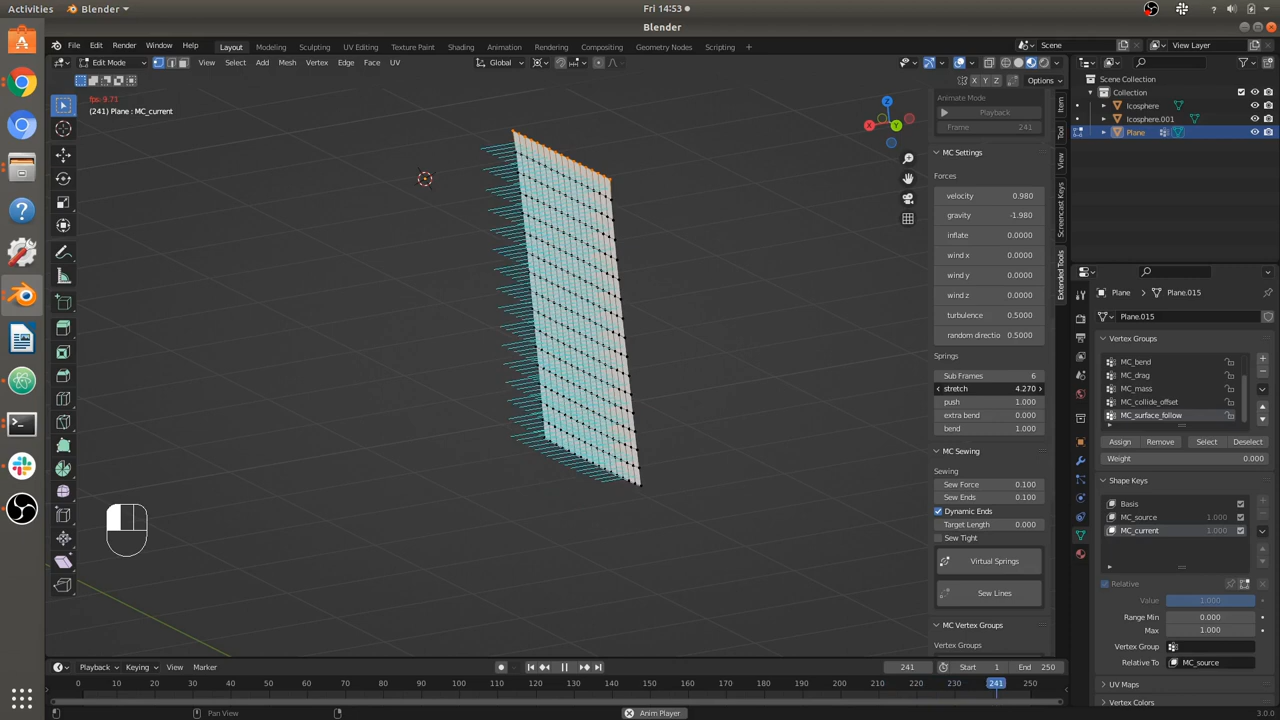 Activities
Blender
Fri 14:53
Blender
File Edit Render Window Help
Layout Modeling Sculpting UV Editing Texture Paint Shading Animation Rendering Compositing Geometry Nodes Scripting +
Scene
View Layer
Edit Mode
View Select Add Mesh Vertex Edge Face UV
Global
X Y Z
Options
fps: 9.71
(241) Plane : MC_current
Z
X
Y
Animate Mode
Playback
Frame 241
MC Settings
Forces
velocity 0.980
gravity -1.980
inflate 0.0000
wind x 0.0000
wind y 0.0000
wind z 0.0000
turbulence 0.5000
random directio 0.5000
Springs
Sub Frames 6
stretch 4.270
push 1.000
extra bend 0.000
bend 1.000
MC Sewing
Sewing
Sew Force 0.100
Sew Ends 0.100
Dynamic Ends
Target Length 0.000
Sew Tight
Virtual Springs
Sew Lines
MC Vertex Groups
Vertex Groups
Item
Tool
View
Screencast Keys
Extended Tools
Scene Collection
Collection
Icosphere
Icosphere.001
Plane
Plane Plane.015
Plane.015
Vertex Groups
MC_bend
MC_drag
MC_mass
MC_collide_offset
MC_surface_follow
Assign Remove Select Deselect
Weight 0.000
Shape Keys
Basis
MC_source 1.000
MC_current 1.000
Relative
Value 1.000
Range Min 0.000
Max 1.000
Vertex Group
Relative To MC_source
UV Maps
Vertex Colors
Playback Keying View Marker
241
Start 1
End 250
0 10 20 30 40 50 60 70 80 90 100 110 120 130 140 150 160 170 180 190 200 210 220 230 241 250
Pan View
Anim Player
3.0.0